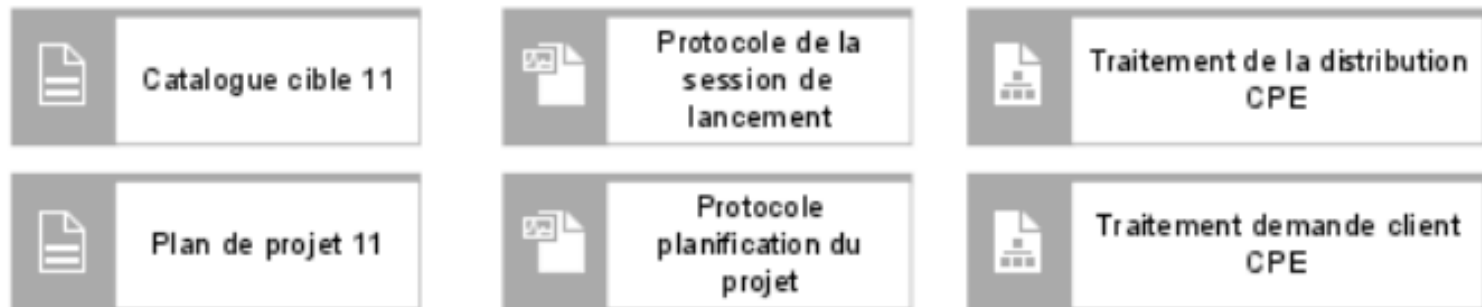 Catalogue cible 11
Protocole de la
session de
lancement
Traitement de la distribution
CPE
Plan de projet 11
Protocole
planification du
projet
Traitement demande client
CPE